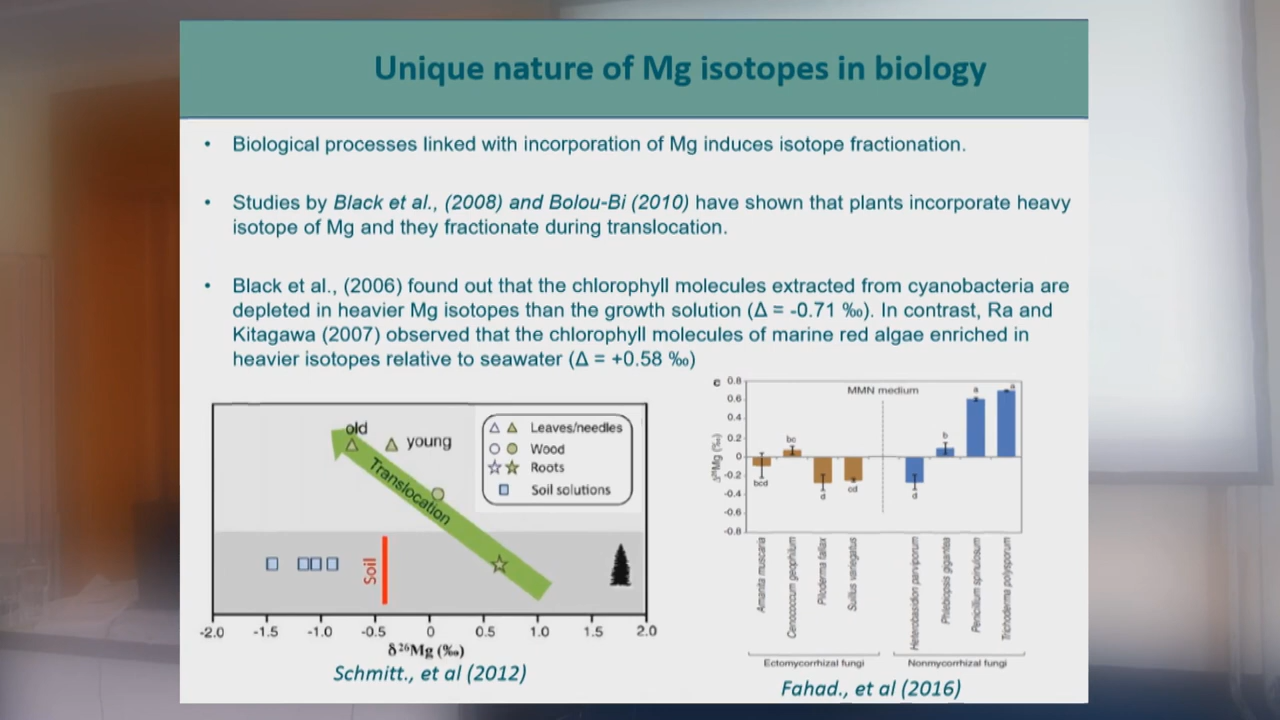 Unique nature of Mg isotopes in biology
• Biological processes linked with incorporation of Mg induces isotope fractionation.
• Studies by Black et al., (2008) and Bolou-Bi (2010) have shown that plants incorporate heavy
isotope of Mg and they fractionate during translocation.
• Black et al., (2006) found out that the chlorophyll molecules extracted from cyanobacteria are
depleted in heavier Mg isotopes than the growth solution (Δ = -0.71 ‰). In contrast, Ra and
Kitagawa (2007) observed that the chlorophyll molecules of marine red algae enriched in
heavier isotopes relative to seawater (Δ = +0.58 ‰)
old
young
Translocation
Soil
Leaves/needles
Wood
Roots
Soil solutions
-2.0 -1.5 -1.0 -0.5 0 0.5 1.0 1.5 2.0
δ²⁶Mg (‰)
Schmitt., et al (2012)
c
MMN medium
0.8
0.6
0.4
0.2
0
-0.2
-0.4
-0.6
-0.8
Δ²⁶Mg (‰)
bcd
bc
d
cd
d
b
a
a
Amanita muscaria
Cenococcum geophilum
Piloderma fallax
Suillus variegatus
Heterobasidion parviporum
Phlebiopsis gigantea
Penicillium spinulosum
Trichoderma polysporum
Ectomycorrhizal fungi
Nonmycorrhizal fungi
Fahad., et al (2016)